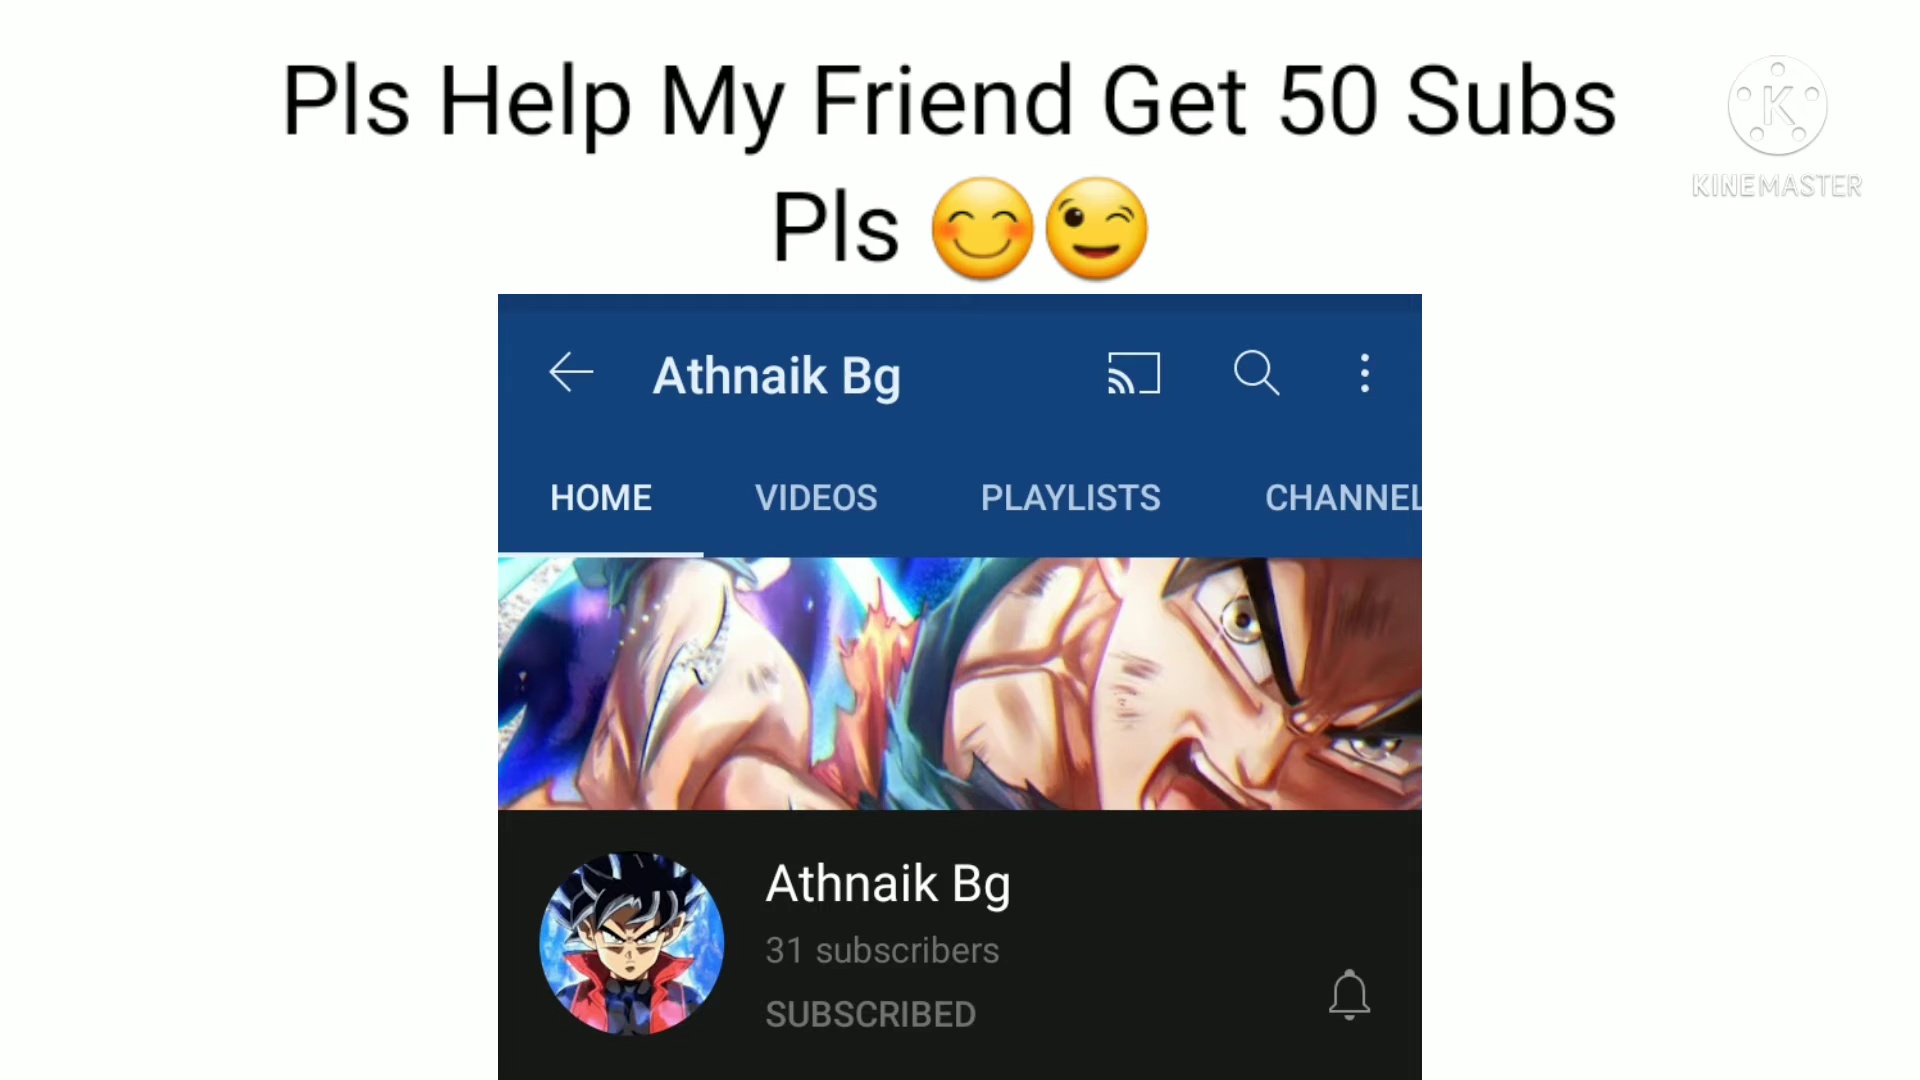 Pls Help My Friend Get 50 Subs
Pls 😊😉
KINEMASTER
Athnaik Bg
HOME VIDEOS PLAYLISTS CHANNEL
Athnaik Bg
31 subscribers
SUBSCRIBED